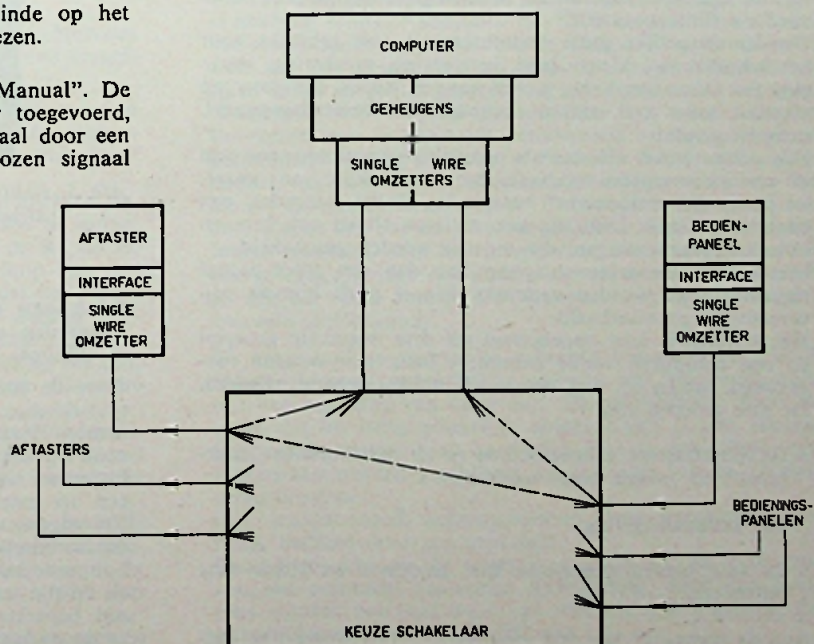 inde op het
ezen.
Manual". De
toegevoerd,
aal door een
ozen signaal
COMPUTER
GEHEUGENS
SINGLE WIRE
OMZETTERS
AFTASTER
INTERFACE
SINGLE
WIRE
OMZETTER
BEDIEN-
PANEEL
INTERFACE
SINGLE
WIRE
OMZETTER
AFTASTERS
BEDIENINGS-
PANELEN
KEUZE SCHAKELAAR